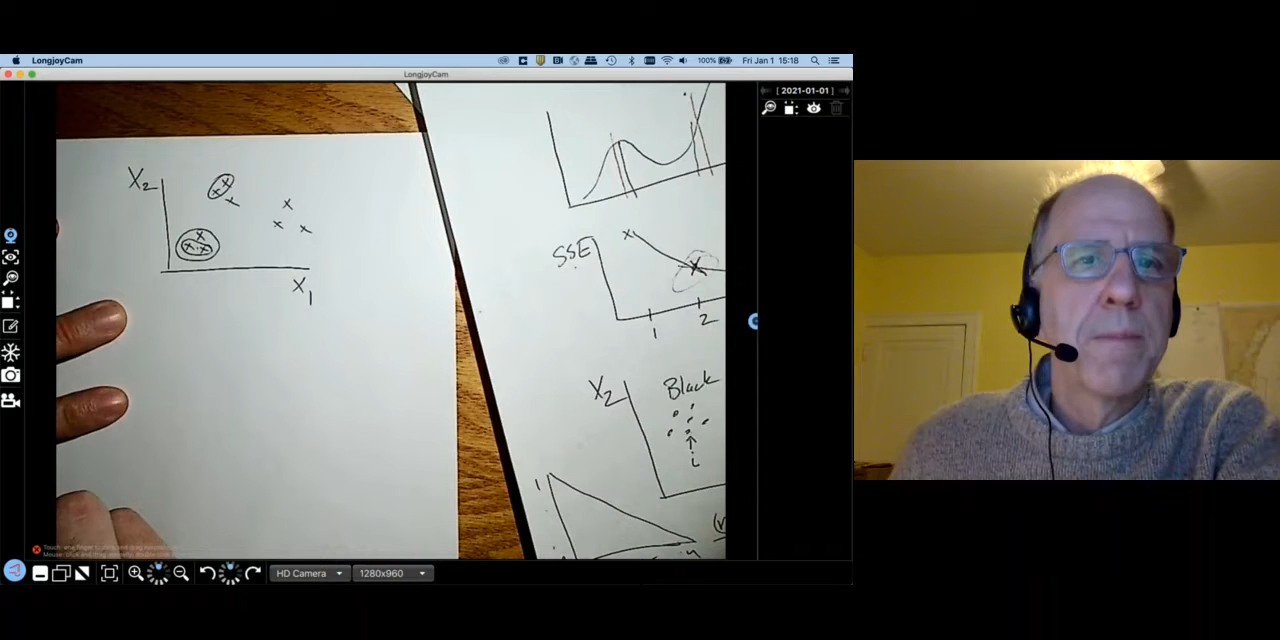 LongjoyCam
100%
Fri Jan 1 15:18
LongjoyCam
[ 2021-01-01 ]
X2
x x
x
x
x x
x
x x
X1
SSE
x
x
1
2
X2
Black
i
1
HD Camera
1280x960